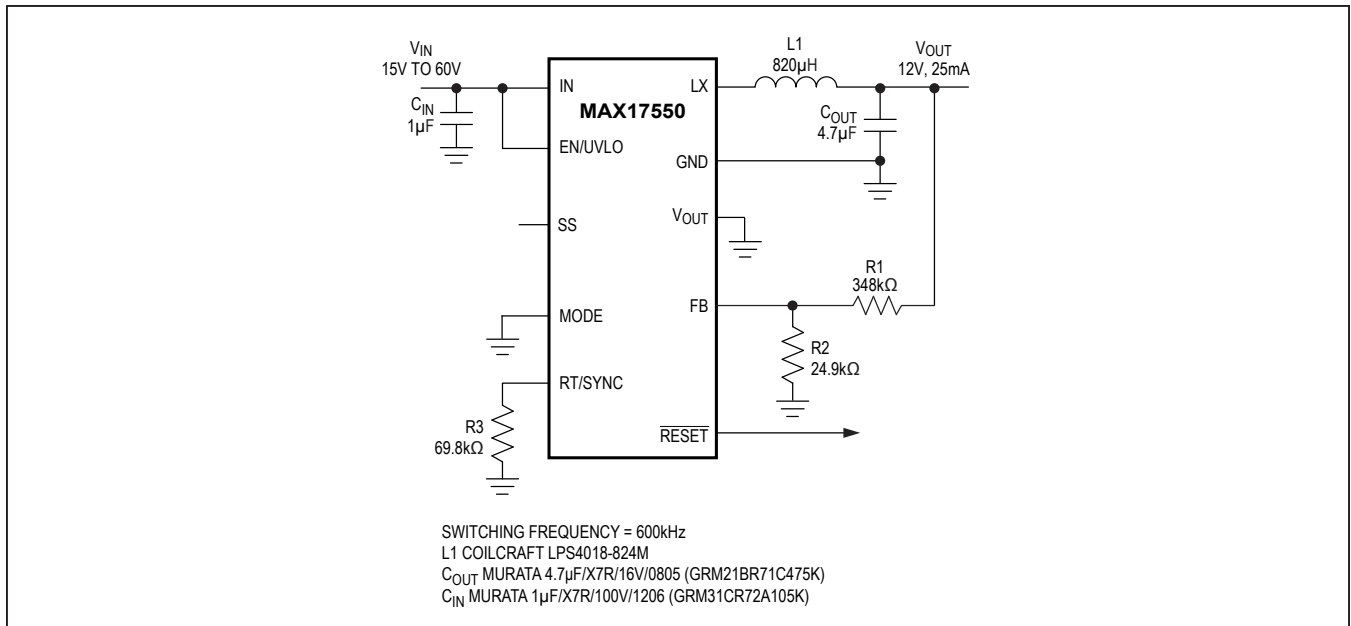 VIN
15V TO 60V
CIN
1µF
IN
EN/UVLO
SS
MODE
RT/SYNC
R3
69.8kΩ
MAX17550
LX
GND
VOUT
FB
RESET
L1
820µH
VOUT
12V, 25mA
COUT
4.7µF
R1
348kΩ
R2
24.9kΩ
SWITCHING FREQUENCY = 600kHz
L1 COILCRAFT LPS4018-824M
COUT MURATA 4.7µF/X7R/16V/0805 (GRM21BR71C475K)
CIN MURATA 1µF/X7R/100V/1206 (GRM31CR72A105K)